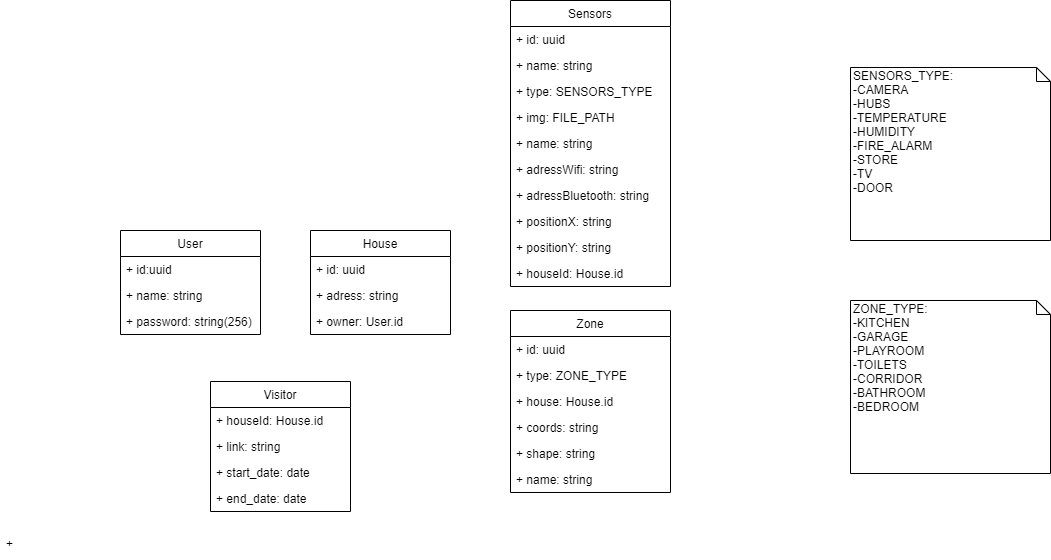 Sensors
+ id: uuid
+ name: string
+ type: SENSORS_TYPE
+ img: FILE_PATH
+ name: string
+ adressWifi: string
+ adressBluetooth: string
+ positionX: string
+ positionY: string
+ houseId: House.id
SENSORS_TYPE:
-CAMERA
-HUBS
-TEMPERATURE
-HUMIDITY
-FIRE_ALARM
-STORE
-TV
-DOOR
User
+ id:uuid
+ name: string
+ password: string(256)
House
+ id: uuid
+ adress: string
+ owner: User.id
Zone
+ id: uuid
+ type: ZONE_TYPE
+ house: House.id
+ coords: string
+ shape: string
+ name: string
ZONE_TYPE:
-KITCHEN
-GARAGE
-PLAYROOM
-TOILETS
-CORRIDOR
-BATHROOM
-BEDROOM
Visitor
+ houseId: House.id
+ link: string
+ start_date: date
+ end_date: date
+